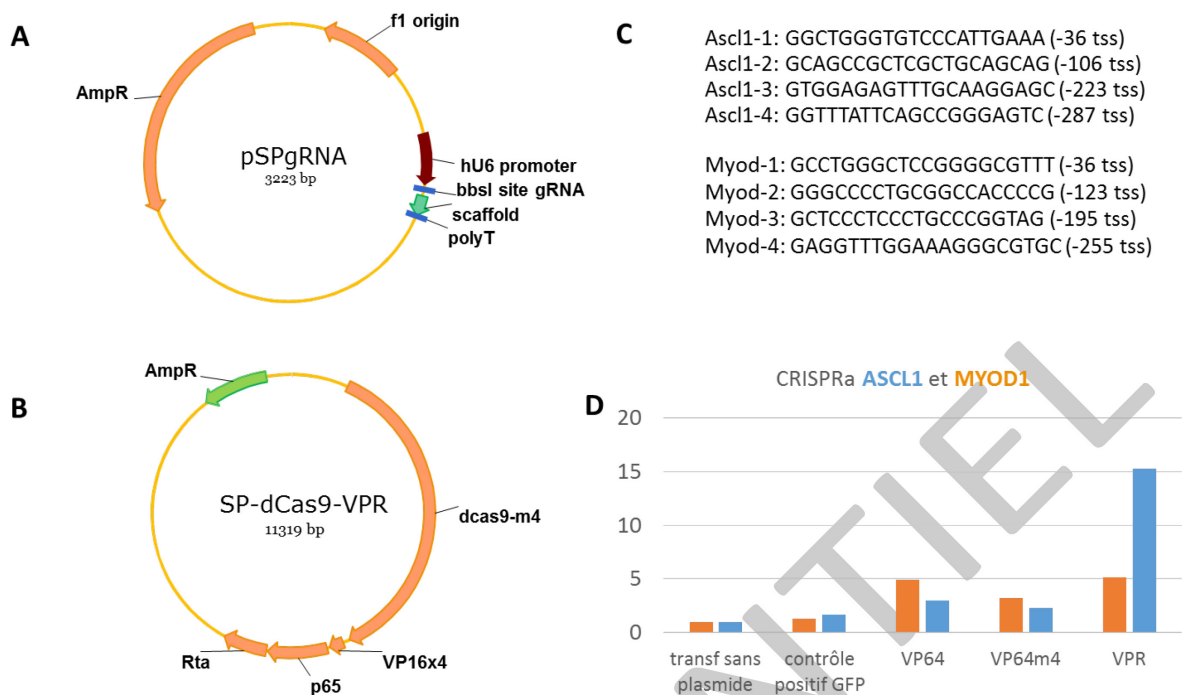 A
f1 origin
AmpR
pSPgRNA
3223 bp
hU6 promoter
bbsI site gRNA
scaffold
polyT
B
AmpR
SP-dCas9-VPR
11319 bp
dcas9-m4
Rta
VP16x4
p65
C
Ascl1-1: GGCTGGGTGTCCCATTGAAA (-36 tss)
Ascl1-2: GCAGCCGCTCGCTGCAGCAG (-106 tss)
Ascl1-3: GTGGAGAGTTTGCAAGGAGC (-223 tss)
Ascl1-4: GGTTTATTCAGCCGGGAGTC (-287 tss)
Myod-1: GCCTGGGCTCCGGGGCGTTT (-36 tss)
Myod-2: GGGCCCCTGCGGCCACCCCG (-123 tss)
Myod-3: GCTCCCTCCCTGCCCGGTAG (-195 tss)
Myod-4: GAGGTTTGGAAAGGGCGTGC (-255 tss)
D
CRISPRa ASCL1 et MYOD1
20
15
10
5
0
transf sans plasmide
contrôle positif GFP
VP64
VP64m4
VPR
NTIEL